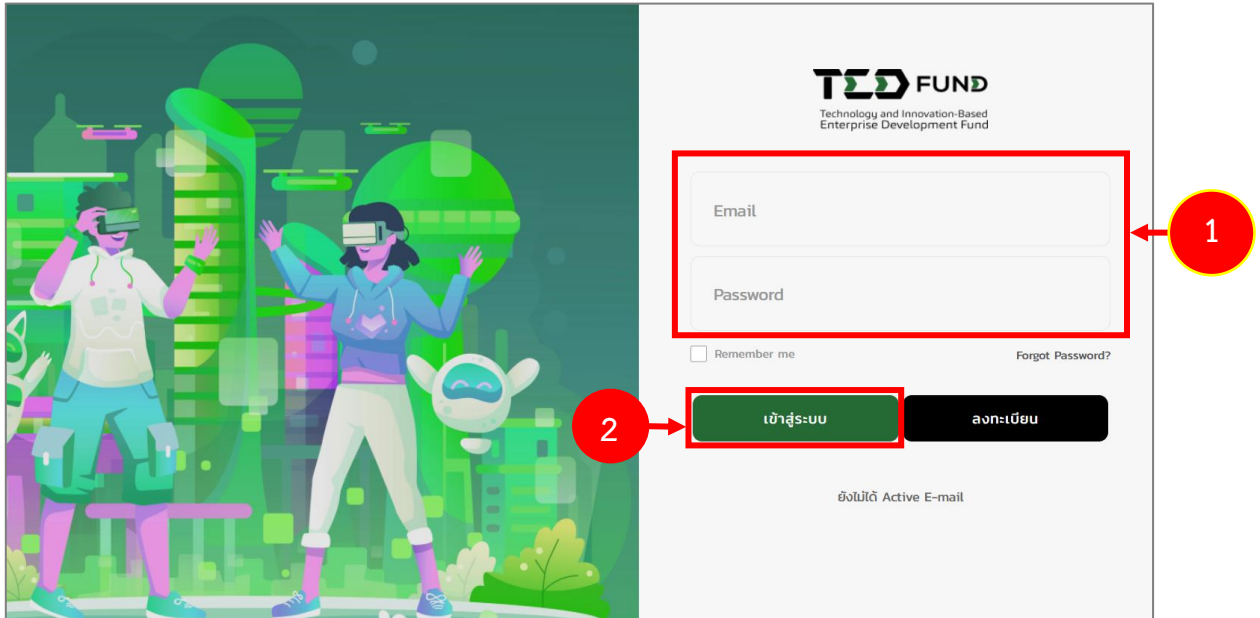 TED FUND
Technology and Innovation-Based
Enterprise Development Fund
Email
1
Password
Remember me
Forgot Password?
2
เข้าสู่ระบบ
ลงทะเบียน
ยังไม่ได้ Active E-mail